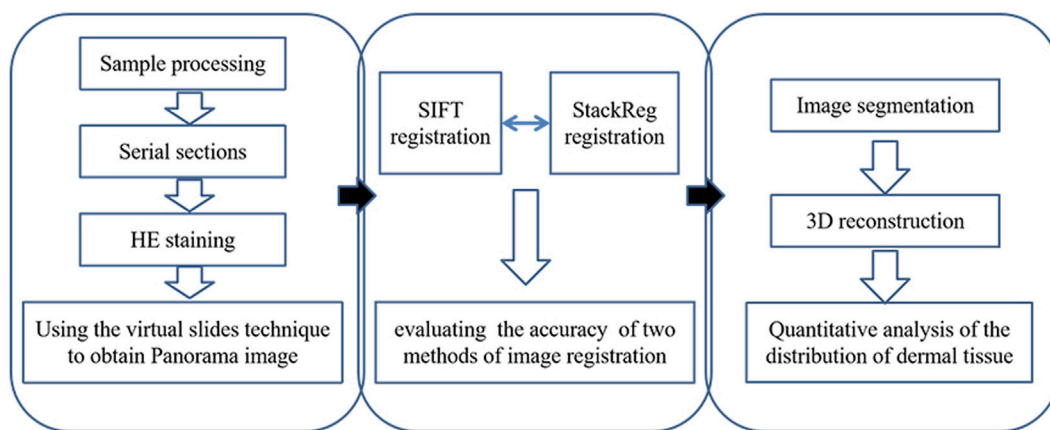 Sample processing
Serial sections
HE staining
Using the virtual slides technique
to obtain Panorama image
SIFT
registration
StackReg
registration
evaluating the accuracy of two
methods of image registration
Image segmentation
3D reconstruction
Quantitative analysis of the
distribution of dermal tissue